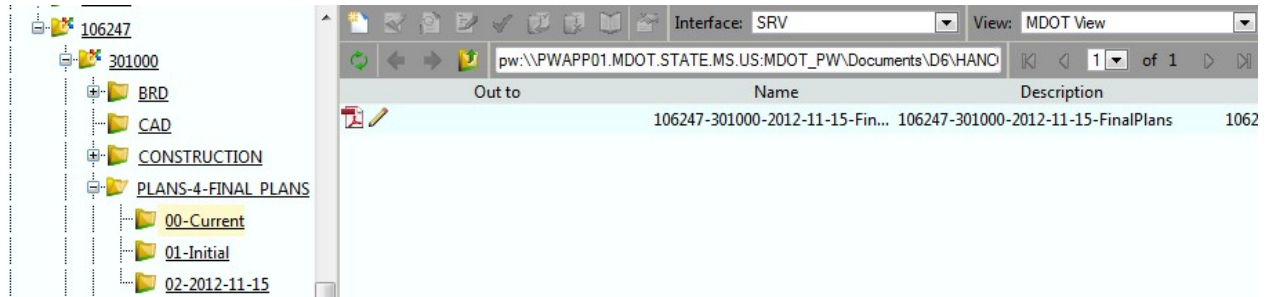 106247
301000
BRD
CAD
CONSTRUCTION
PLANS-4-FINAL PLANS
00-Current
01-Initial
02-2012-11-15
Interface: SRV View: MDOT View
pw:\\PWAPP01.MDOT.STATE.MS.US:MDOT_PW\Documents\D6\HANCO 1 of 1
Out to Name Description
106247-301000-2012-11-15-Fin... 106247-301000-2012-11-15-FinalPlans 1062